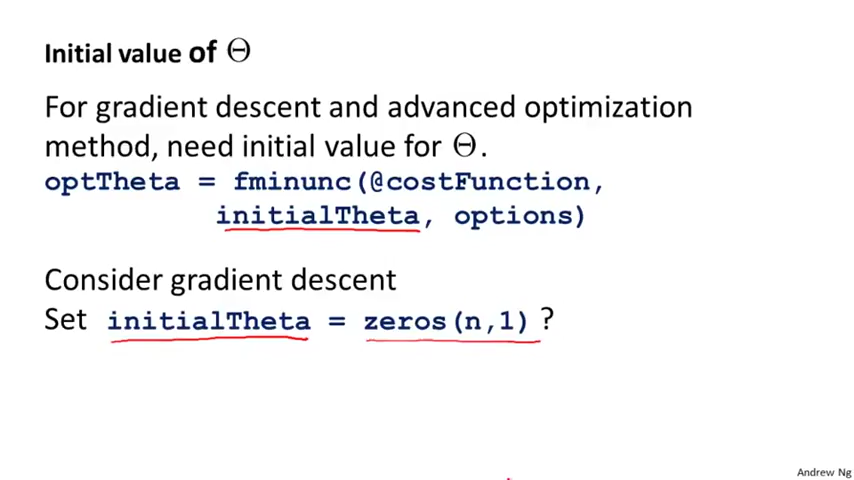 Initial value of Θ
For gradient descent and advanced optimization
method, need initial value for Θ.
optTheta = fminunc(@costFunction,
initialTheta, options)
Consider gradient descent
Set initialTheta = zeros(n,1) ?
Andrew Ng